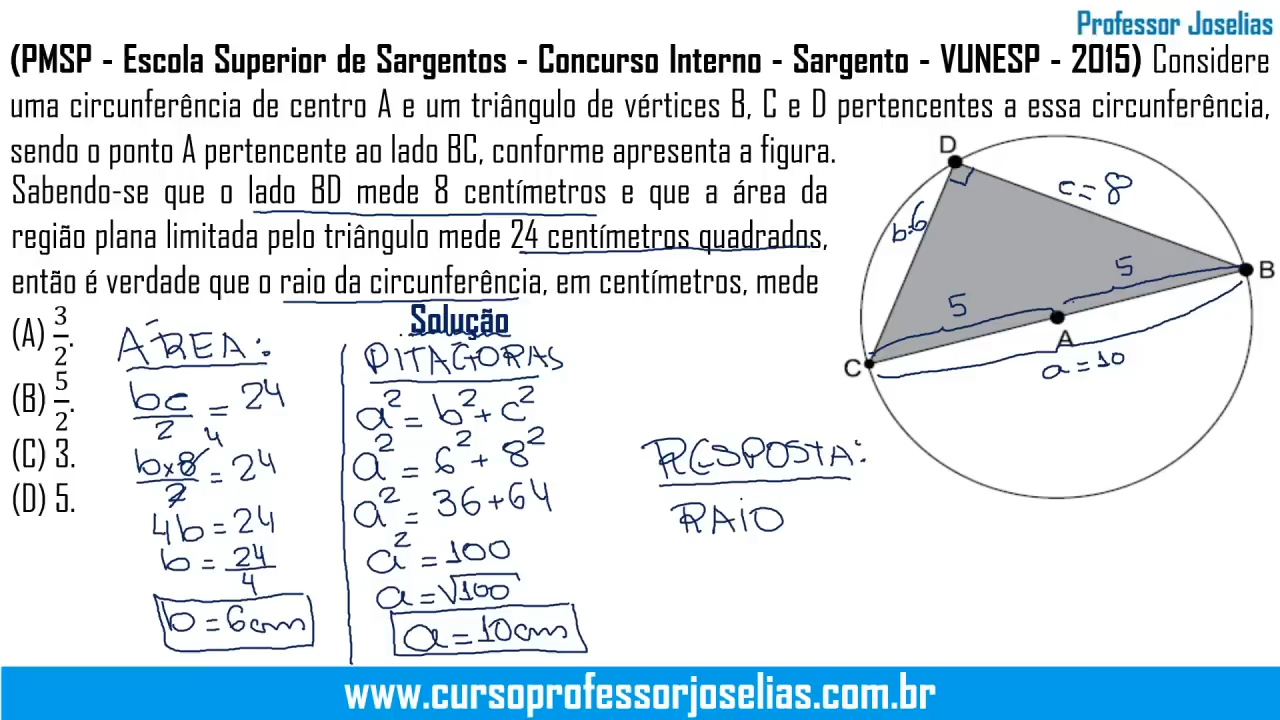 Professor Joselias
(PMSP - Escola Superior de Sargentos - Concurso Interno - Sargento - VUNESP - 2015) Considere
uma circunferência de centro A e um triângulo de vértices B, C e D pertencentes a essa circunferência,
sendo o ponto A pertencente ao lado BC, conforme apresenta a figura.
Sabendo-se que o lado BD mede 8 centímetros e que a área da
região plana limitada pelo triângulo mede 24 centímetros quadrados,
então é verdade que o raio da circunferência, em centímetros, mede
(A) 3/2.
(B) 5/2.
(C) 3.
(D) 5.
Solução
ÁREA:
bc/2 = 24
b×8/2 = 24
4
4b = 24
b = 24/4
b = 6cm
PITÁGORAS
a² = b² + c²
a² = 6² + 8²
a² = 36 + 64
a² = 100
a = √100
a = 10cm
RESPOSTA:
RAIO
D
c = 8
b=6
B
5
5
A
C
a = 10
www.cursoprofessorjoselias.com.br